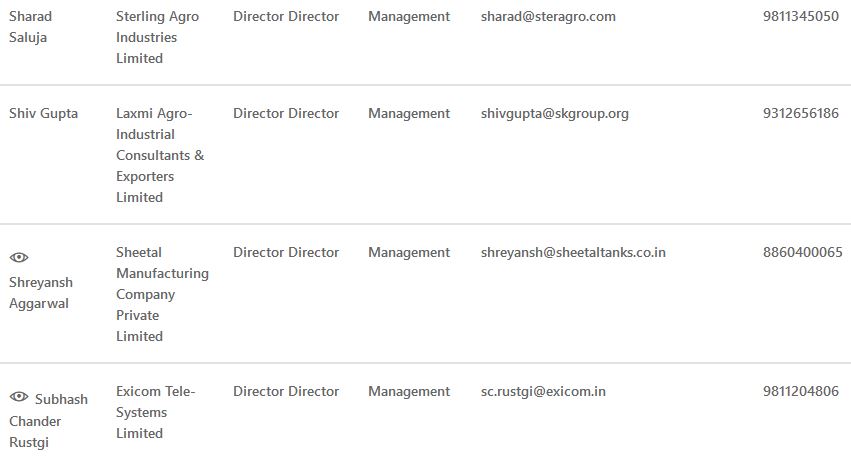 Sharad Sterling Agro Director Director Management sharad@steragro.com 9811345050
Saluja Industries
Limited
Shiv Gupta Laxmi Agro- Director Director Management shivgupta@skgroup.org 9312656186
Industrial
Consultants &
Exporters
Limited
Sheetal Director Director Management shreyansh@sheetaltanks.co.in 8860400065
Shreyansh Manufacturing
Aggarwal Company
Private
Limited
Subhash Exicom Tele- Director Director Management sc.rustgi@exicom.in 9811204806
Chander Systems
Rustgi Limited